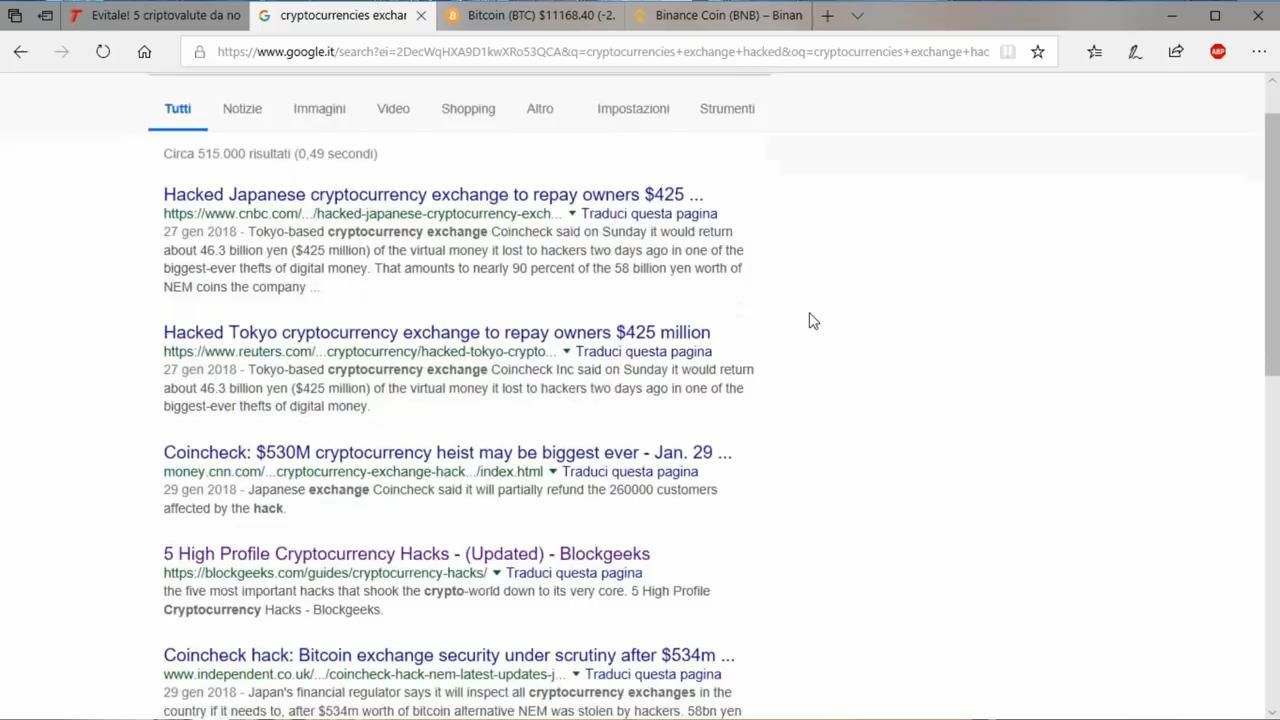 Evitale! 5 criptovalute da no
cryptocurrencies exchar
Bitcoin (BTC) $11168.40 (-2.
Binance Coin (BNB) – Binan
https://www.google.it/search?ei=2DecWqHXA9D1kwXRo53QCA&q=cryptocurrencies+exchange+hacked&oq=cryptocurrencies+exchange+hac
ABP
Tutti Notizie Immagini Video Shopping Altro Impostazioni Strumenti
Circa 515.000 risultati (0,49 secondi)
Hacked Japanese cryptocurrency exchange to repay owners $425 ...
https://www.cnbc.com/.../hacked-japanese-cryptocurrency-exch... Traduci questa pagina
27 gen 2018 - Tokyo-based cryptocurrency exchange Coincheck said on Sunday it would return
about 46.3 billion yen ($425 million) of the virtual money it lost to hackers two days ago in one of the
biggest-ever thefts of digital money. That amounts to nearly 90 percent of the 58 billion yen worth of
NEM coins the company ...
Hacked Tokyo cryptocurrency exchange to repay owners $425 million
https://www.reuters.com/...cryptocurrency/hacked-tokyo-crypto... Traduci questa pagina
27 gen 2018 - Tokyo-based cryptocurrency exchange Coincheck Inc said on Sunday it would return
about 46.3 billion yen ($425 million) of the virtual money it lost to hackers two days ago in one of the
biggest-ever thefts of digital money.
Coincheck: $530M cryptocurrency heist may be biggest ever - Jan. 29 ...
money.cnn.com/...cryptocurrency-exchange-hack.../index.html Traduci questa pagina
29 gen 2018 - Japanese exchange Coincheck said it will partially refund the 260000 customers
affected by the hack.
5 High Profile Cryptocurrency Hacks - (Updated) - Blockgeeks
https://blockgeeks.com/guides/cryptocurrency-hacks/ Traduci questa pagina
the five most important hacks that shook the crypto-world down to its very core. 5 High Profile
Cryptocurrency Hacks - Blockgeeks.
Coincheck hack: Bitcoin exchange security under scrutiny after $534m ...
www.independent.co.uk/.../coincheck-hack-nem-latest-updates-j... Traduci questa pagina
29 gen 2018 - Japan's financial regulator says it will inspect all cryptocurrency exchanges in the
country if it needs to, after $534m worth of bitcoin alternative NEM was stolen by hackers. 58bn yen